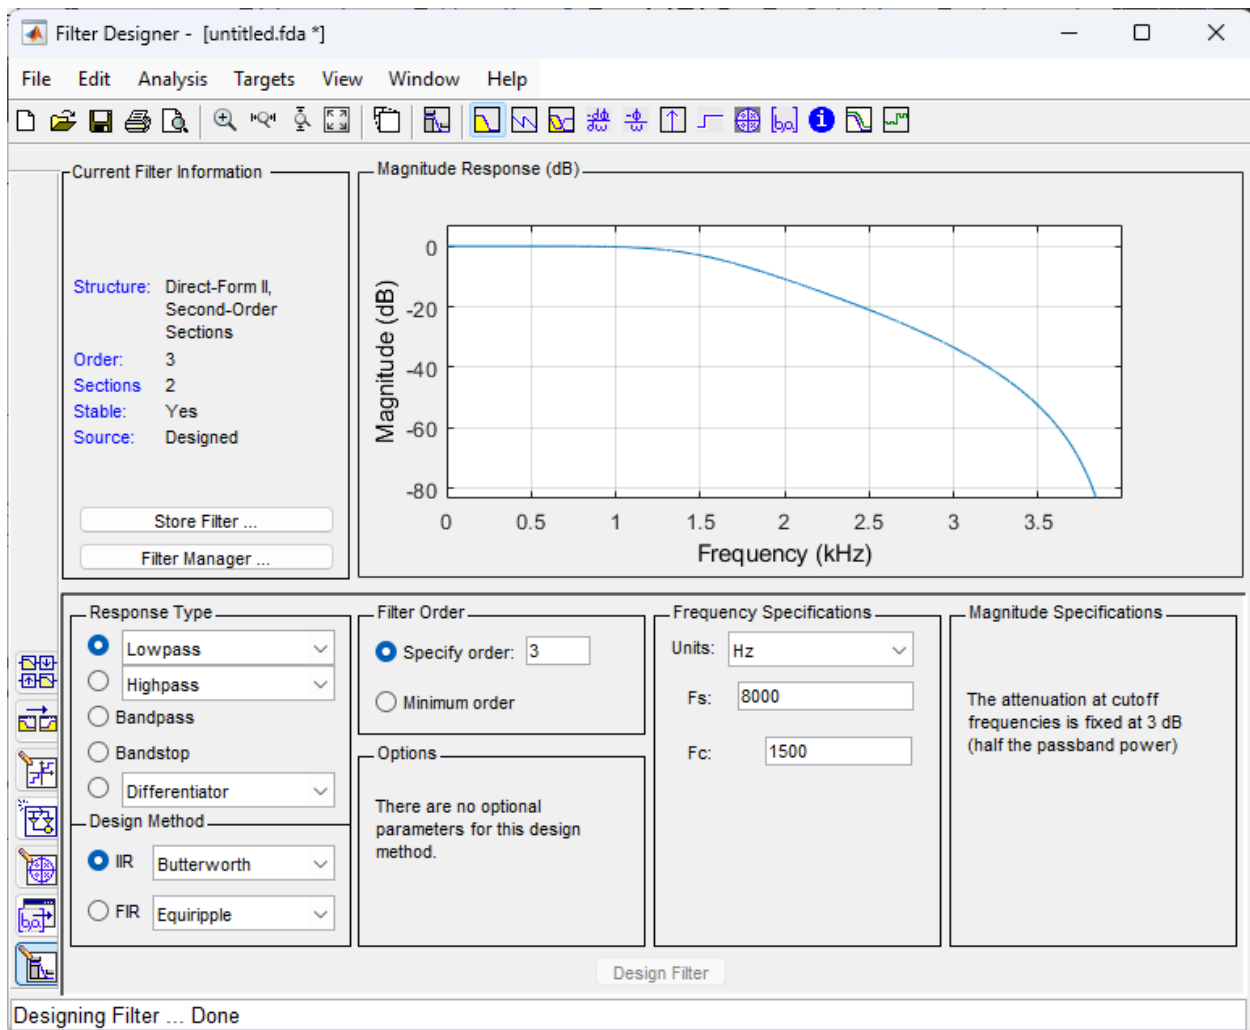 Filter Designer - [untitled.fda *]
File Edit Analysis Targets View Window Help
Current Filter Information
Structure: Direct-Form II,
Second-Order
Sections
Order: 3
Sections 2
Stable: Yes
Source: Designed
Store Filter ...
Filter Manager ...
Magnitude Response (dB)
Magnitude (dB)
0
-20
-40
-60
-80
0 0.5 1 1.5 2 2.5 3 3.5
Frequency (kHz)
Response Type
Lowpass
Highpass
Bandpass
Bandstop
Differentiator
Design Method
IIR Butterworth
FIR Equiripple
Filter Order
Specify order: 3
Minimum order
Options
There are no optional
parameters for this design
method.
Frequency Specifications
Units: Hz
Fs: 8000
Fc: 1500
Magnitude Specifications
The attenuation at cutoff
frequencies is fixed at 3 dB
(half the passband power)
Design Filter
Designing Filter ... Done